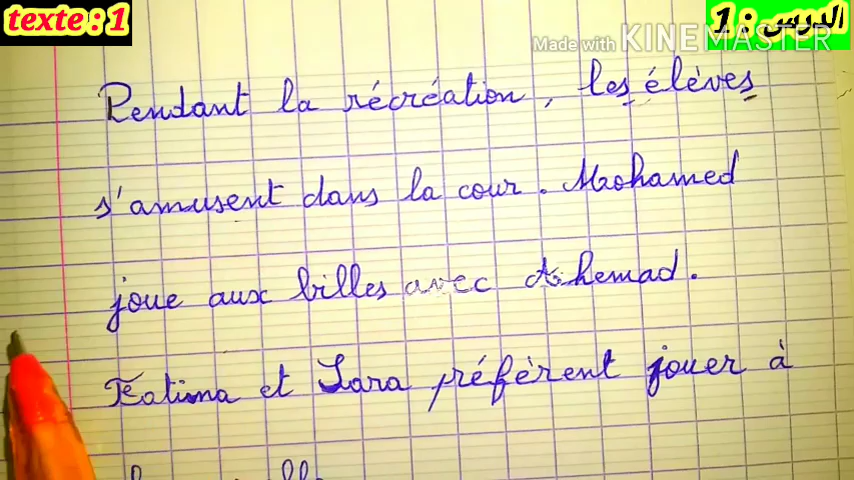 texte : 1
الدرس : 1
Made with KINEMASTER
Pendant la récréation, les élèves
s'amusent dans la cour. Mohamed
joue aux billes avec Ahemad.
Fatima et Sara préfèrent jouer à